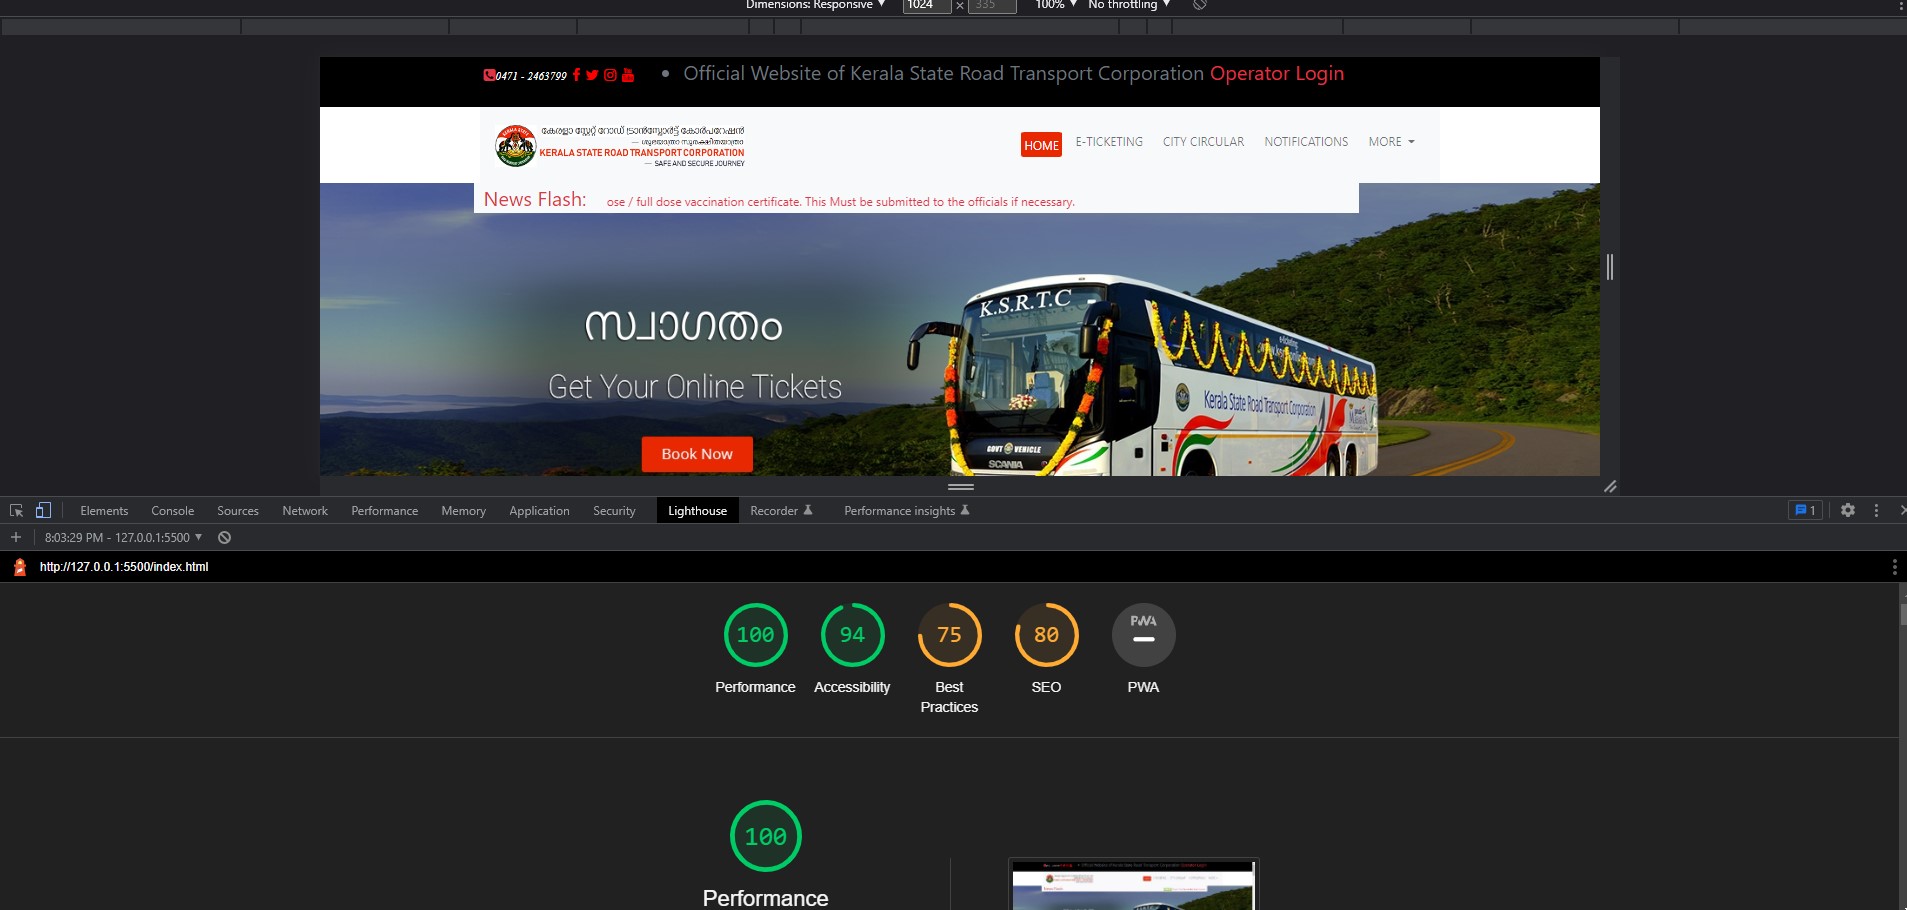 Dimensions: Responsive ▼ 1024 × 335 100% ▼ No throttling ▼
0471 - 2463799
• Official Website of Kerala State Road Transport Corporation Operator Login
കേരളാ സ്റ്റേറ്റ് റോഡ് ട്രാൻസ്പോർട്ട് കോർപറേഷൻ
— ശുഭയാത്രാ സുരക്ഷിതയാത്രാ
KERALA STATE ROAD TRANSPORT CORPORATION
— SAFE AND SECURE JOURNEY
HOME E-TICKETING CITY CIRCULAR NOTIFICATIONS MORE
News Flash: ose / full dose vaccination certificate. This Must be submitted to the officials if necessary.
സ്വാഗതം
Get Your Online Tickets
Book Now
K.S.R.T.C
e-ticketing
Kerala State Road Transport Corporation
GOVT VEHICLE
SCANIA
Elements Console Sources Network Performance Memory Application Security Lighthouse Recorder Performance insights 1
+ 8:03:29 PM - 127.0.0.1:5500 ▼
http://127.0.0.1:5500/index.html
100 94 75 80 PWA
Performance Accessibility Best Practices SEO PWA
100
Performance